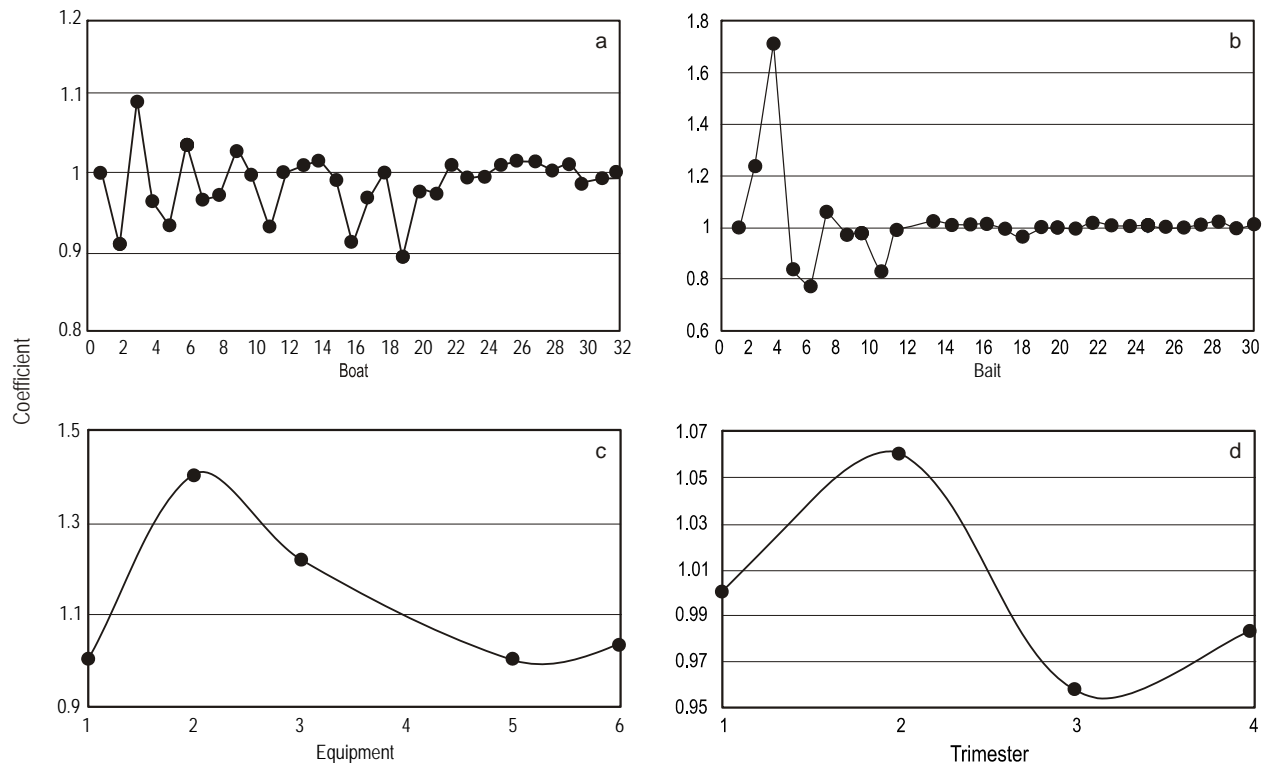 Coefficient
a
1.2
1.1
1
0.9
0.8
0 2 4 6 8 10 12 14 16 18 20 22 24 26 28 30 32
Boat
b
1.8
1.6
1.4
1.2
1
0.8
0.6
0 2 4 6 8 10 12 14 16 18 20 22 24 26 28 30
Bait
c
1.5
1.3
1.1
0.9
1 2 3 4 5 6
Equipment
d
1.07
1.05
1.03
1.01
0.99
0.97
0.95
1 2 3 4
Trimester